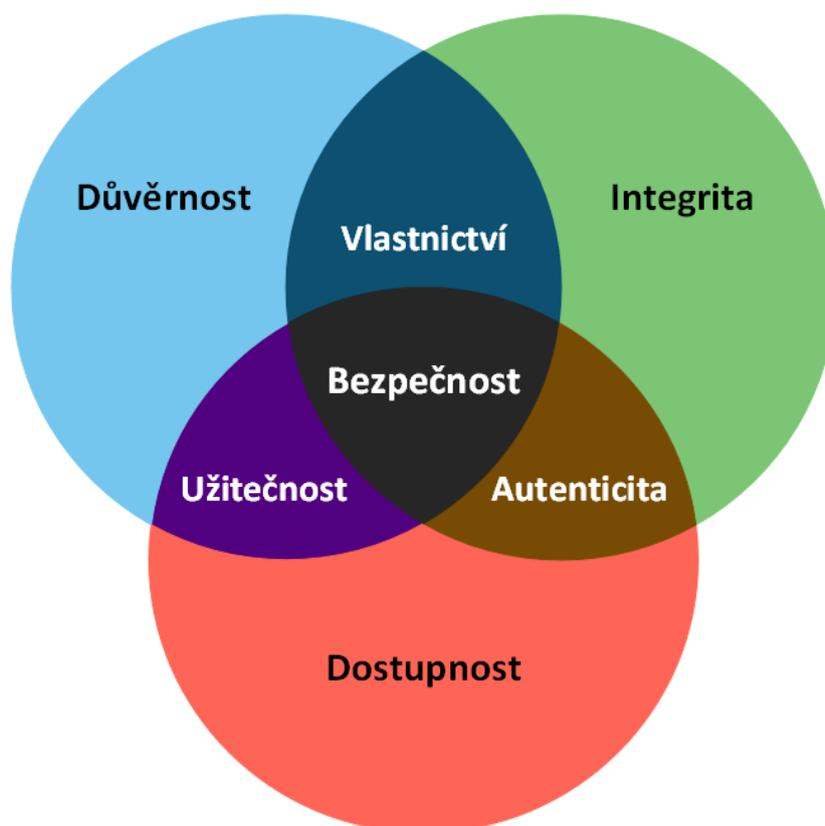 Důvěrnost
Integrita
Vlastnictví
Bezpečnost
Užitečnost
Autenticita
Dostupnost